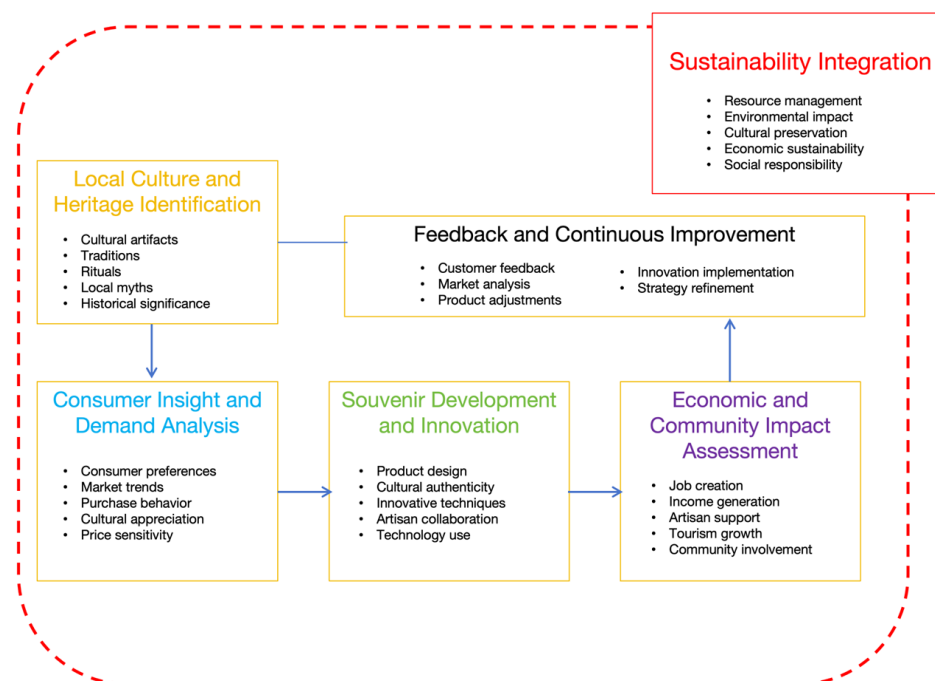 Sustainability Integration
• Resource management
• Environmental impact
• Cultural preservation
• Economic sustainability
• Social responsibility
Local Culture and
Heritage Identification
• Cultural artifacts
• Traditions
• Rituals
• Local myths
• Historical significance
Feedback and Continuous Improvement
• Customer feedback
• Market analysis
• Product adjustments
• Innovation implementation
• Strategy refinement
Consumer Insight and
Demand Analysis
• Consumer preferences
• Market trends
• Purchase behavior
• Cultural appreciation
• Price sensitivity
Souvenir Development
and Innovation
• Product design
• Cultural authenticity
• Innovative techniques
• Artisan collaboration
• Technology use
Economic and
Community Impact
Assessment
• Job creation
• Income generation
• Artisan support
• Tourism growth
• Community involvement